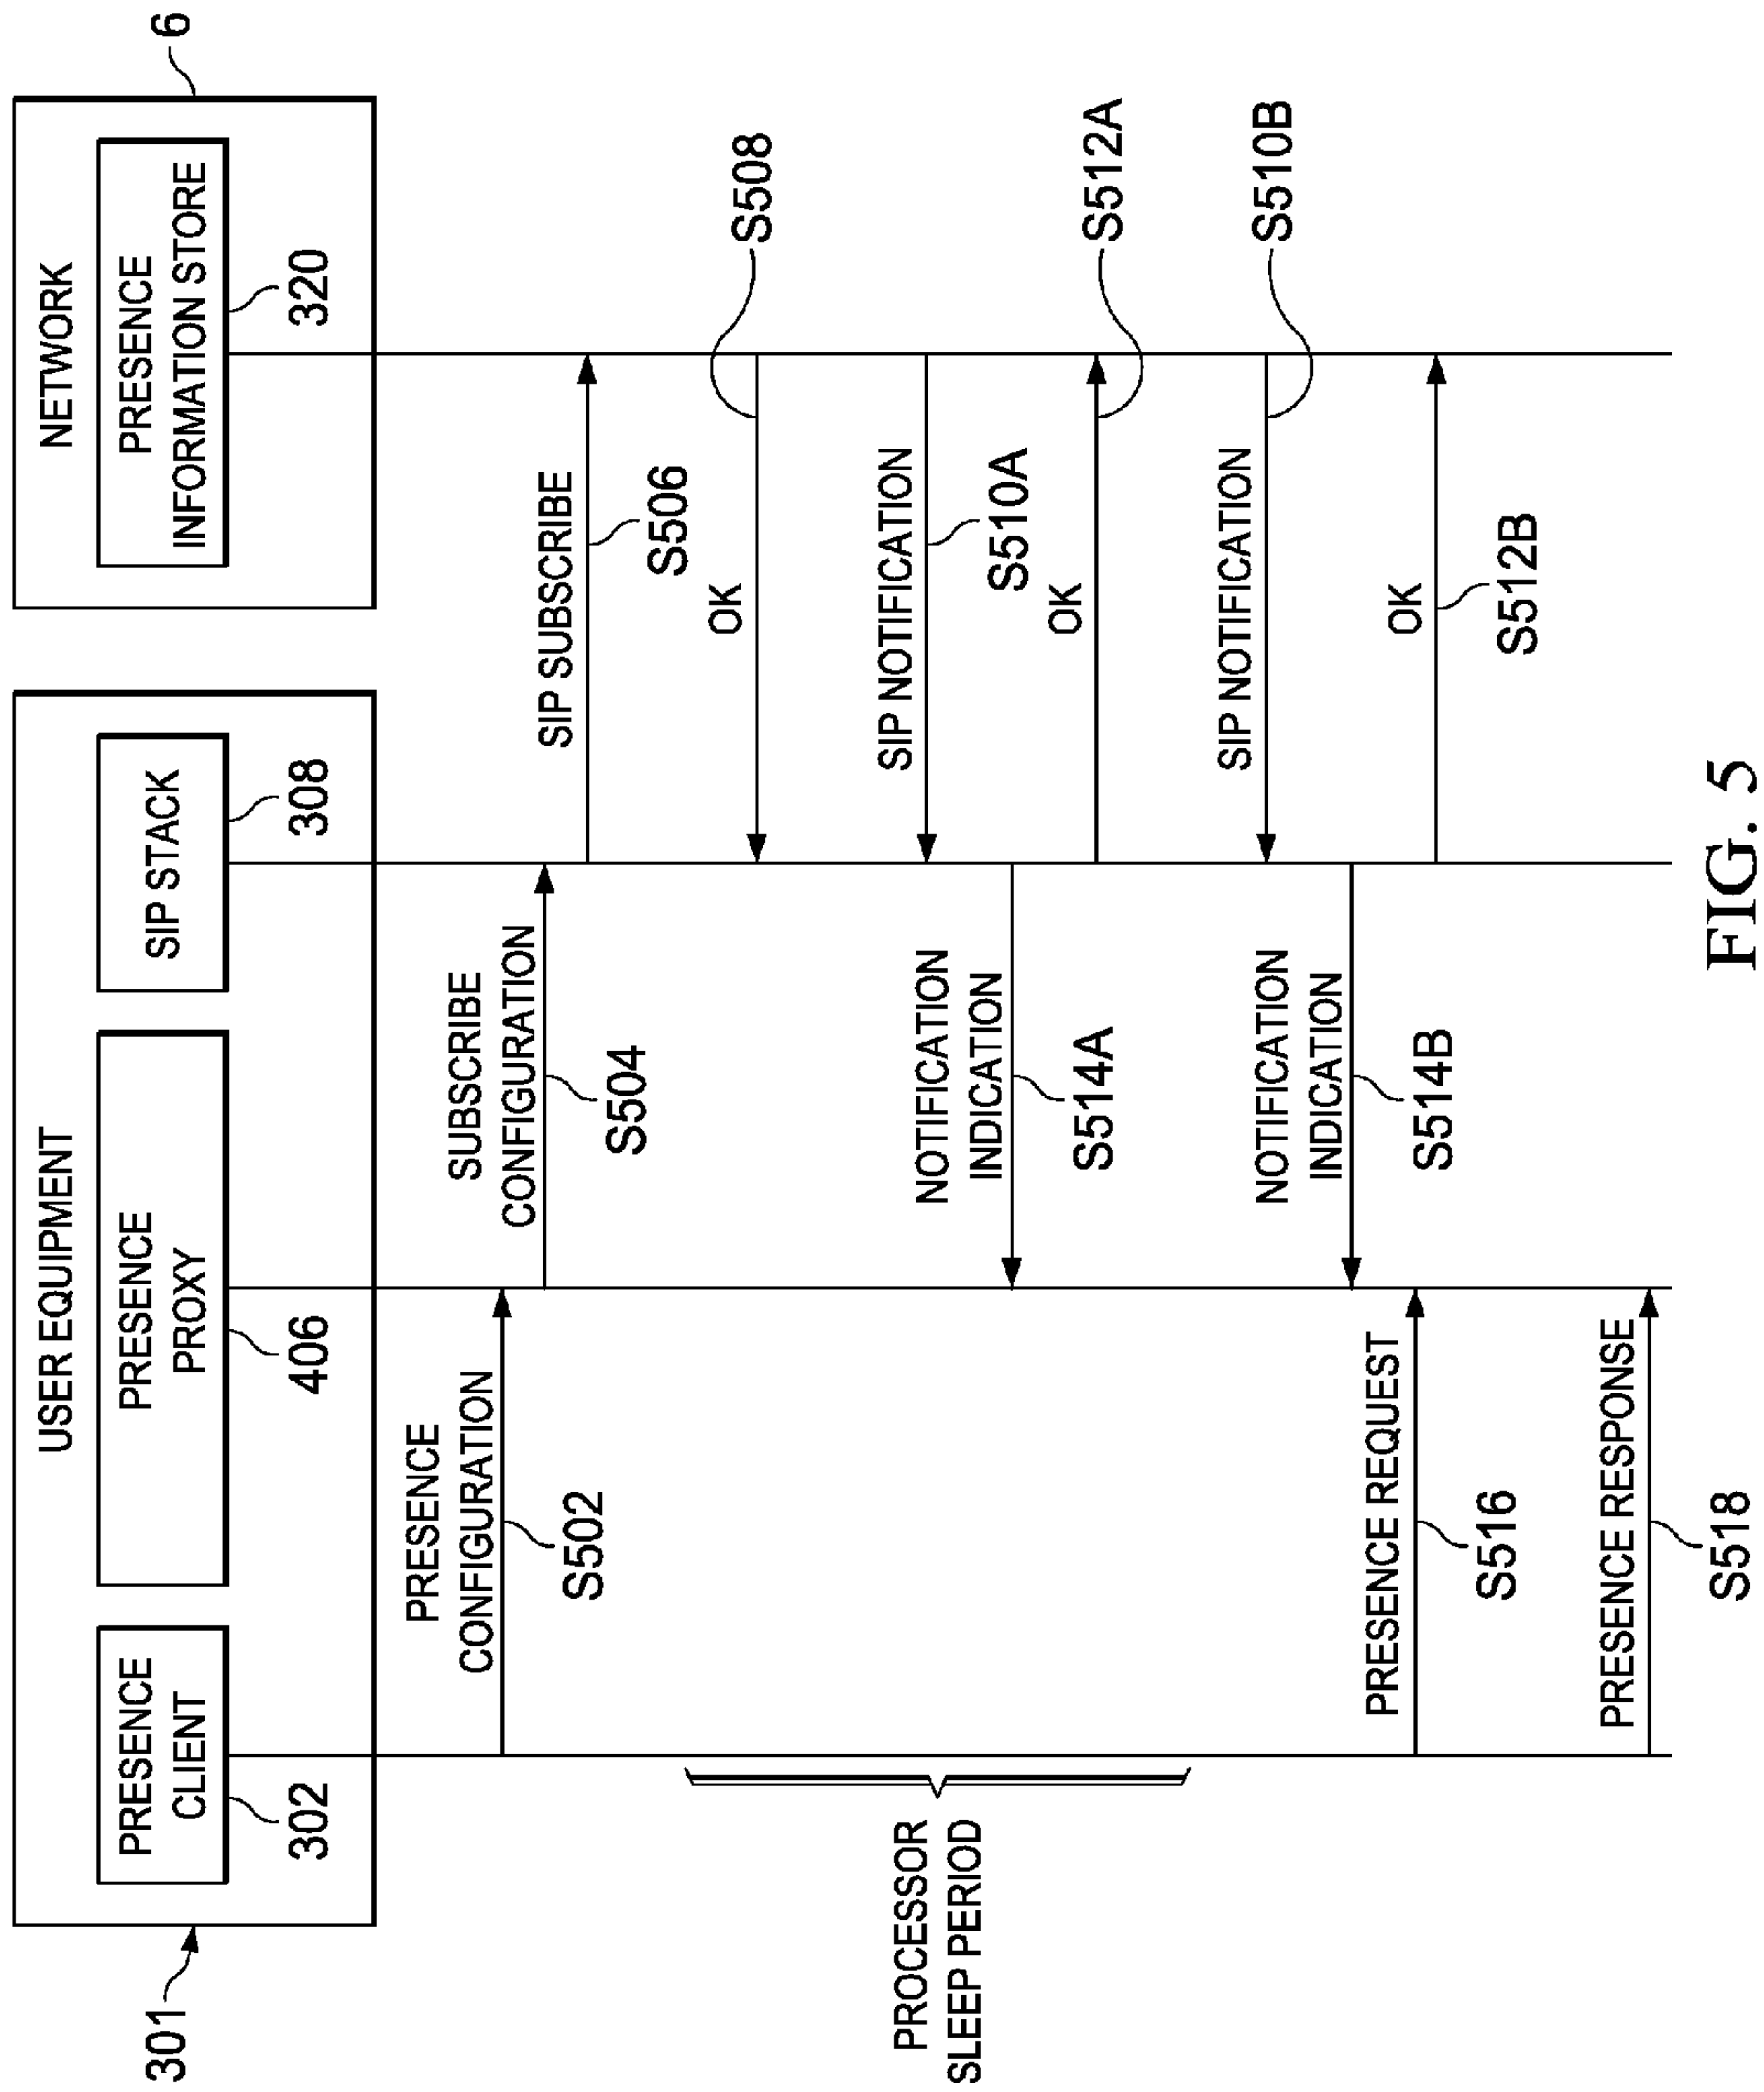 USER EQUIPMENT
NETWORK
6
301
PRESENCE
CLIENT
302
PRESENCE
PROXY
406
SIP STACK
308
PRESENCE
INFORMATION STORE
320
PRESENCE
CONFIGURATION
S502
SUBSCRIBE
CONFIGURATION
S504
SIP SUBSCRIBE
S506
OK
S508
SIP NOTIFICATION
S510A
PROCESSOR
SLEEP PERIOD
NOTIFICATION
INDICATION
S514A
OK
S512A
SIP NOTIFICATION
S510B
NOTIFICATION
INDICATION
S514B
PRESENCE REQUEST
S516
OK
S512B
PRESENCE RESPONSE
S518
FIG. 5